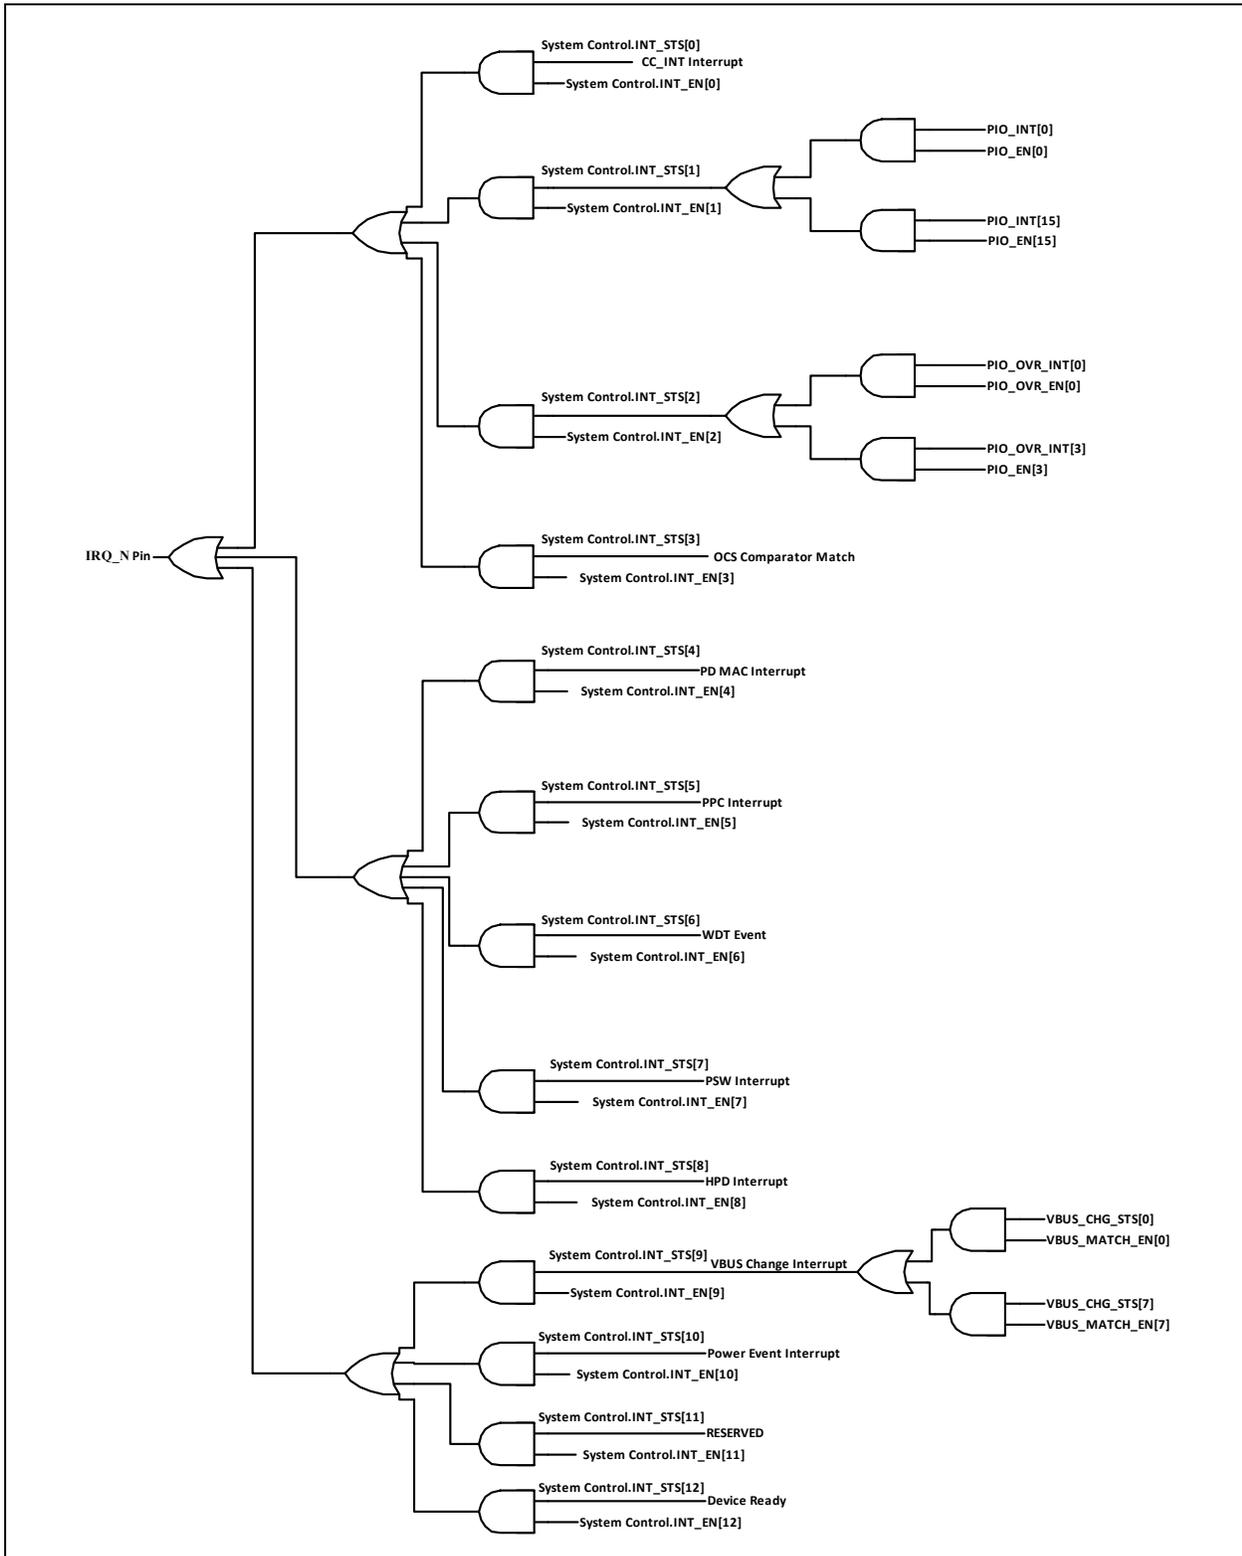 System Control.INT_STS[0]
CC_INT Interrupt
System Control.INT_EN[0]
PIO_INT[0]
PIO_EN[0]
System Control.INT_STS[1]
System Control.INT_EN[1]
PIO_INT[15]
PIO_EN[15]
PIO_OVR_INT[0]
PIO_OVR_EN[0]
System Control.INT_STS[2]
System Control.INT_EN[2]
PIO_OVR_INT[3]
PIO_EN[3]
System Control.INT_STS[3]
OCS Comparator Match
System Control.INT_EN[3]
IRQ_N Pin
System Control.INT_STS[4]
PD MAC Interrupt
System Control.INT_EN[4]
System Control.INT_STS[5]
PPC Interrupt
System Control.INT_EN[5]
System Control.INT_STS[6]
WDT Event
System Control.INT_EN[6]
System Control.INT_STS[7]
PSW Interrupt
System Control.INT_EN[7]
System Control.INT_STS[8]
HPD Interrupt
System Control.INT_EN[8]
VBUS_CHG_STS[0]
VBUS_MATCH_EN[0]
System Control.INT_STS[9]
VBUS Change Interrupt
System Control.INT_EN[9]
VBUS_CHG_STS[7]
VBUS_MATCH_EN[7]
System Control.INT_STS[10]
Power Event Interrupt
System Control.INT_EN[10]
System Control.INT_STS[11]
RESERVED
System Control.INT_EN[11]
System Control.INT_STS[12]
Device Ready
System Control.INT_EN[12]